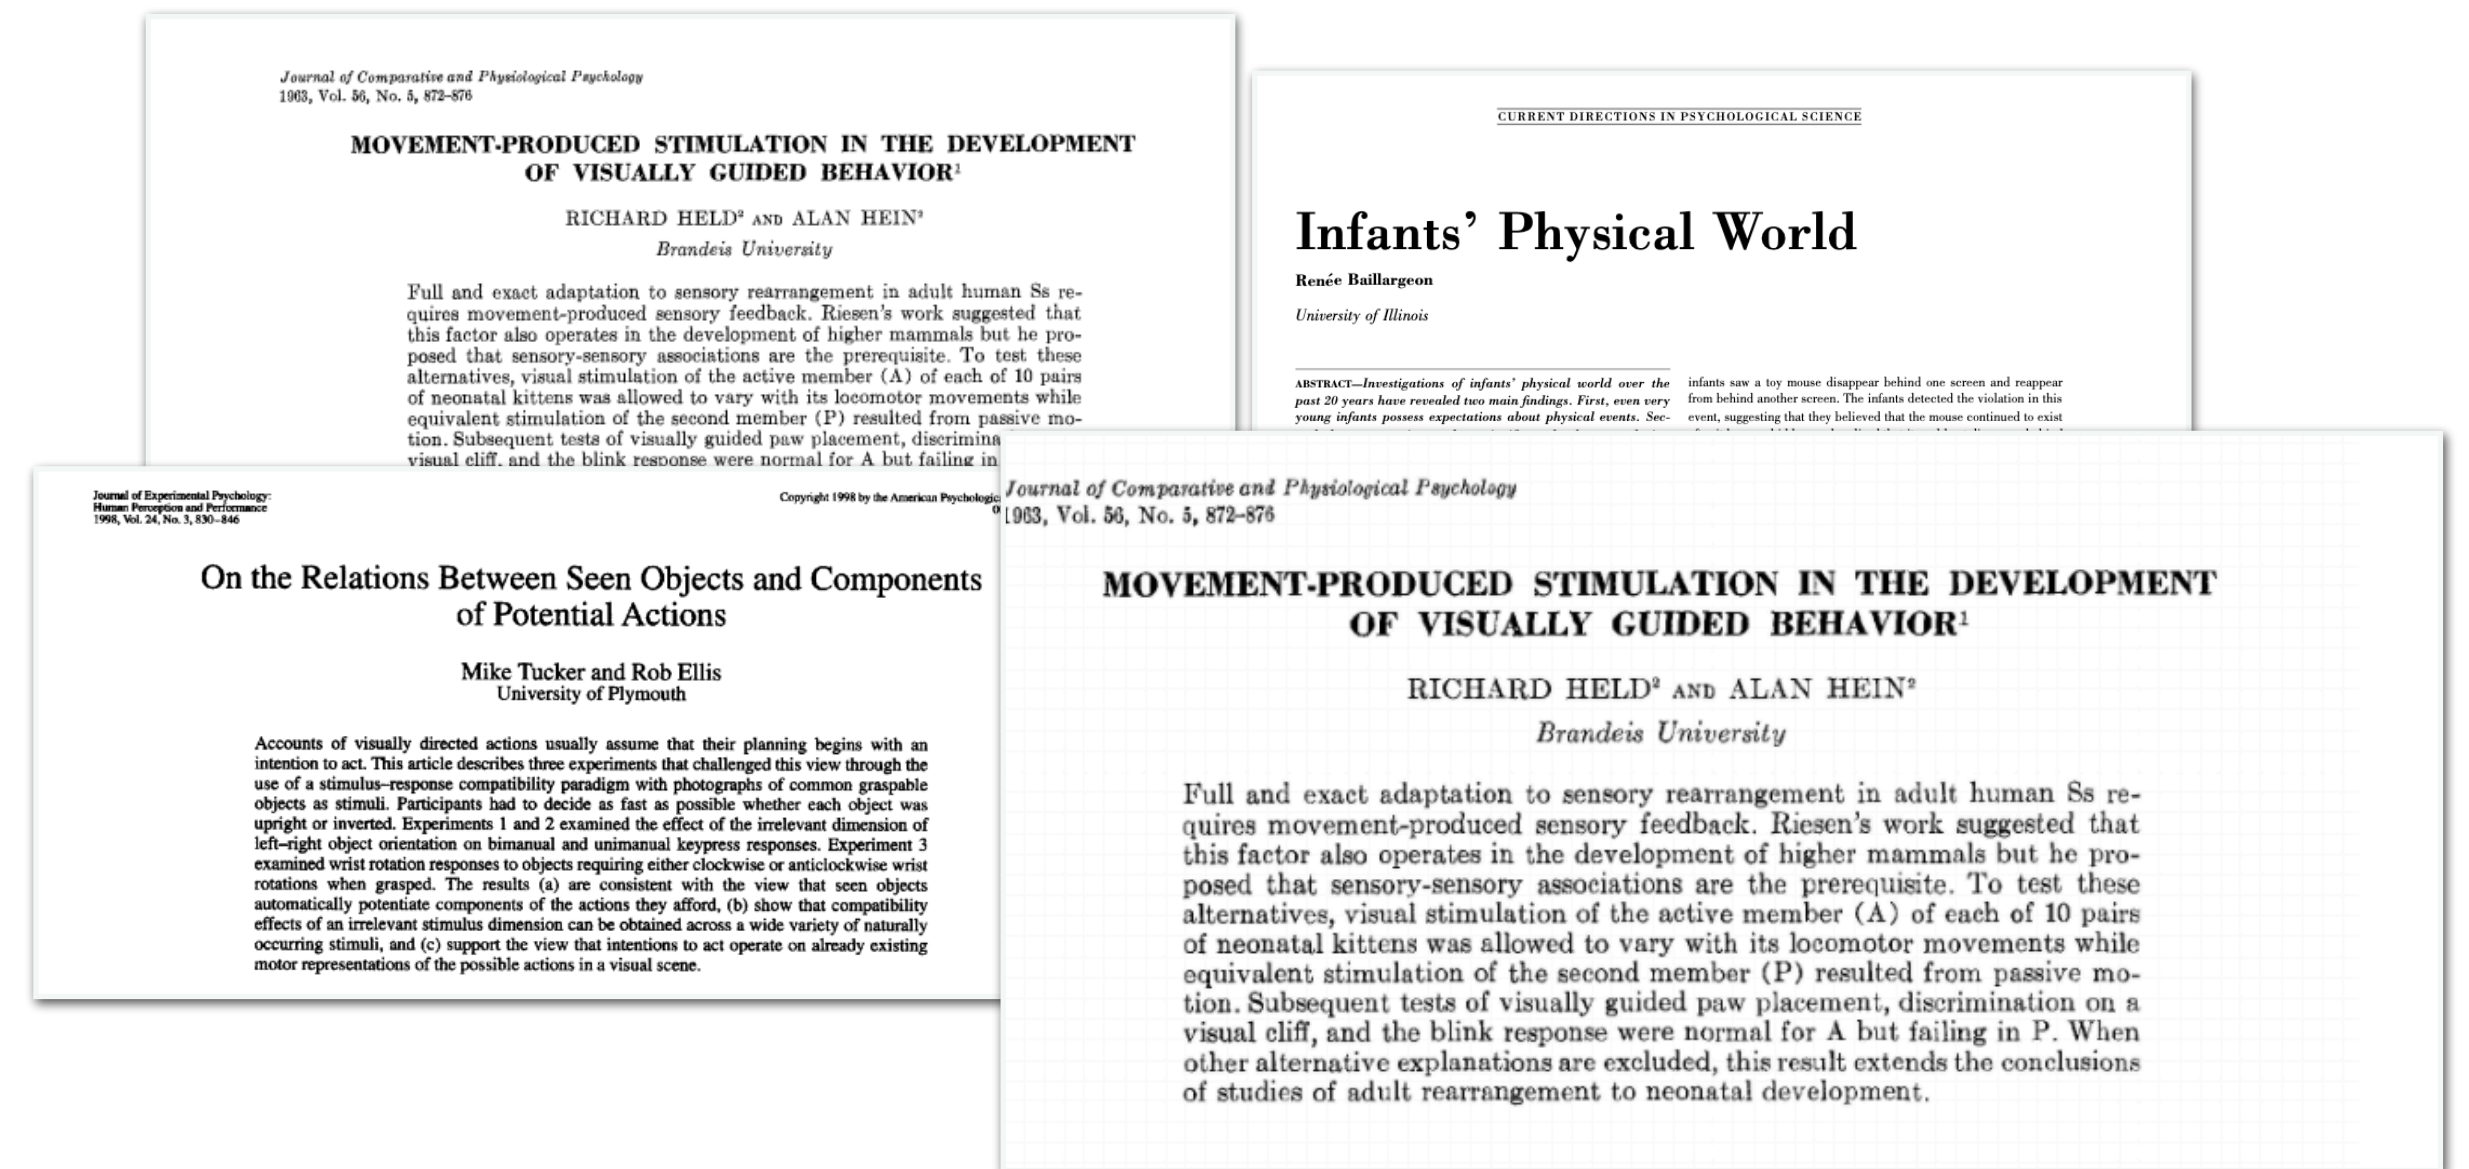 Journal of Comparative and Physiological Psychology
1963, Vol. 56, No. 5, 872–876
MOVEMENT-PRODUCED STIMULATION IN THE DEVELOPMENT
OF VISUALLY GUIDED BEHAVIOR¹
RICHARD HELD² AND ALAN HEIN²
Brandeis University
Full and exact adaptation to sensory rearrangement in adult human Ss re-
quires movement-produced sensory feedback. Riesen's work suggested that
this factor also operates in the development of higher mammals but he pro-
posed that sensory-sensory associations are the prerequisite. To test these
alternatives, visual stimulation of the active member (A) of each of 10 pairs
of neonatal kittens was allowed to vary with its locomotor movements while
equivalent stimulation of the second member (P) resulted from passive mo-
tion. Subsequent tests of visually guided paw placement, discrimina
visual cliff, and the blink response were normal for A but failing in
CURRENT DIRECTIONS IN PSYCHOLOGICAL SCIENCE
Infants' Physical World
Renée Baillargeon
University of Illinois
ABSTRACT—Investigations of infants' physical world over the
past 20 years have revealed two main findings. First, even very
young infants possess expectations about physical events. Sec-
infants saw a toy mouse disappear behind one screen and reappear
from behind another screen. The infants detected the violation in this
event, suggesting that they believed that the mouse continued to exist
Journal of Experimental Psychology:
Human Perception and Performance
1998, Vol. 24, No. 3, 830–846
Copyright 1998 by the American Psychologic
On the Relations Between Seen Objects and Components
of Potential Actions
Mike Tucker and Rob Ellis
University of Plymouth
Accounts of visually directed actions usually assume that their planning begins with an
intention to act. This article describes three experiments that challenged this view through the
use of a stimulus–response compatibility paradigm with photographs of common graspable
objects as stimuli. Participants had to decide as fast as possible whether each object was
upright or inverted. Experiments 1 and 2 examined the effect of the irrelevant dimension of
left–right object orientation on bimanual and unimanual keypress responses. Experiment 3
examined wrist rotation responses to objects requiring either clockwise or anticlockwise wrist
rotations when grasped. The results (a) are consistent with the view that seen objects
automatically potentiate components of the actions they afford, (b) show that compatibility
effects of an irrelevant stimulus dimension can be obtained across a wide variety of naturally
occurring stimuli, and (c) support the view that intentions to act operate on already existing
motor representations of the possible actions in a visual scene.
Journal of Comparative and Physiological Psychology
1963, Vol. 56, No. 5, 872–876
MOVEMENT-PRODUCED STIMULATION IN THE DEVELOPMENT
OF VISUALLY GUIDED BEHAVIOR¹
RICHARD HELD² AND ALAN HEIN²
Brandeis University
Full and exact adaptation to sensory rearrangement in adult human Ss re-
quires movement-produced sensory feedback. Riesen's work suggested that
this factor also operates in the development of higher mammals but he pro-
posed that sensory-sensory associations are the prerequisite. To test these
alternatives, visual stimulation of the active member (A) of each of 10 pairs
of neonatal kittens was allowed to vary with its locomotor movements while
equivalent stimulation of the second member (P) resulted from passive mo-
tion. Subsequent tests of visually guided paw placement, discrimination on a
visual cliff, and the blink response were normal for A but failing in P. When
other alternative explanations are excluded, this result extends the conclusions
of studies of adult rearrangement to neonatal development.